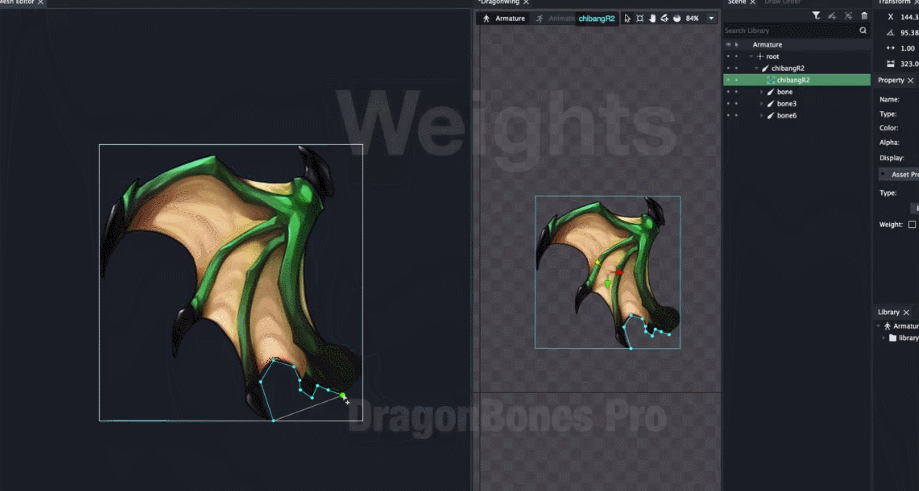 Mesh Editor
*Dragonwing
Scene
Draw Order
Transform
Armature
Animatio
chibangR2
84%
X 144.3
95.38
1.00
323.0
Search Library
Armature
root
chibangR2
chibangR2
bone
bone3
bone6
Property
Name:
Type:
Color:
Alpha:
Display:
Asset Pro
Type:
Weight:
Library
Armatur
library
Weights
DragonBones Pro